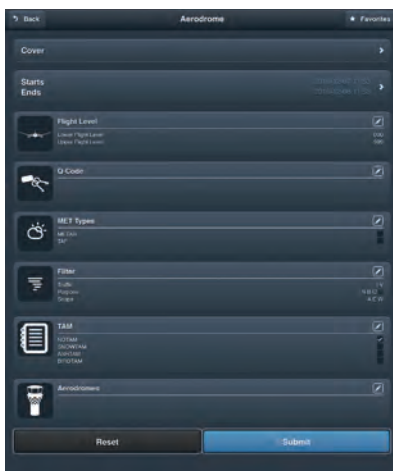 Back Aerodrome ★ Favorites
Cover
Starts
Ends
Flight Level
Lower Flight Level 000
Upper Flight Level
Q Code
MET Types
METAR
TAF
Filter
Traffic I V
Purpose
Scope A E W
TAM
NOTAM
SNOWTAM
ASHTAM
BIRDTAM
Aerodromes
Reset Submit